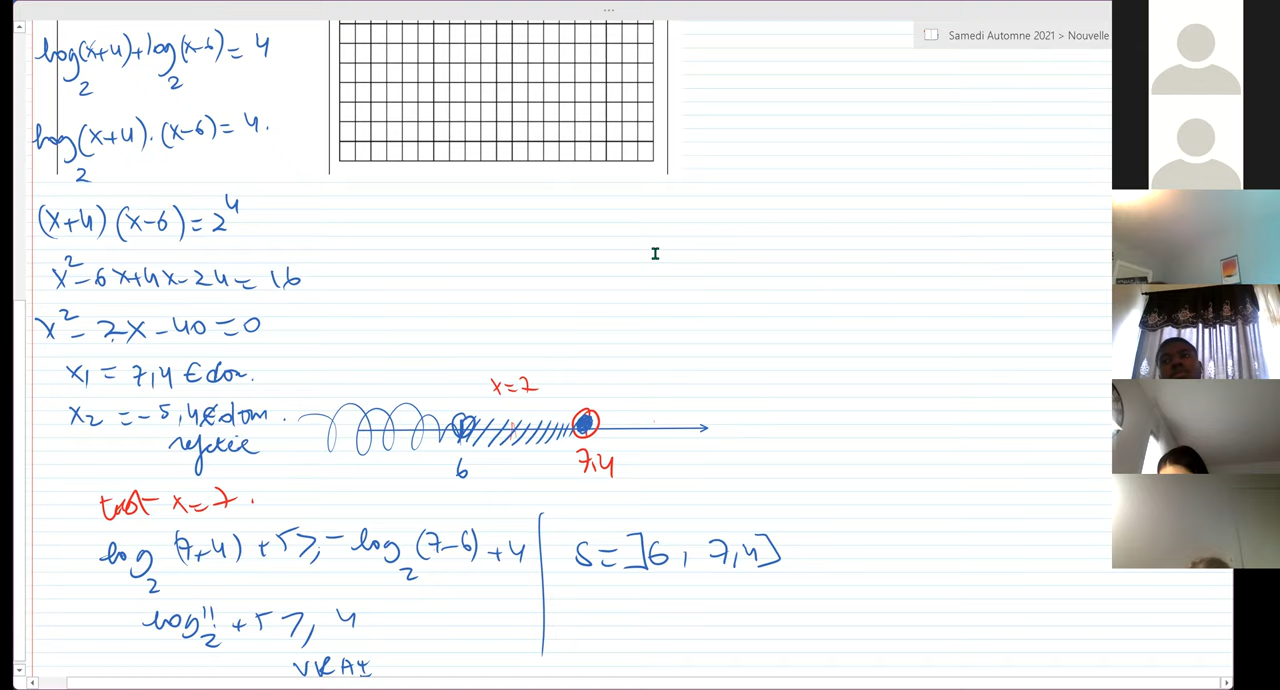 Samedi Automne 2021 > Nouvelle
log₂(x+4)+log₂(x-6) = 4
log₂(x+4).(x-6) = 4.
(x+4)(x-6) = 2⁴
x²-6x+4x-24 = 16
x²-2x-40 = 0
x₁ = 7,4 ∈ dom.
x₂ = -5,4 ∉ dom.
rejetée
x=7
6
7,4
test x=7.
log₂(7+4)+5 ≥ -log₂(7-6)+4
log₂11+5 ≥ 4
VRAI
S = ]6, 7,4]